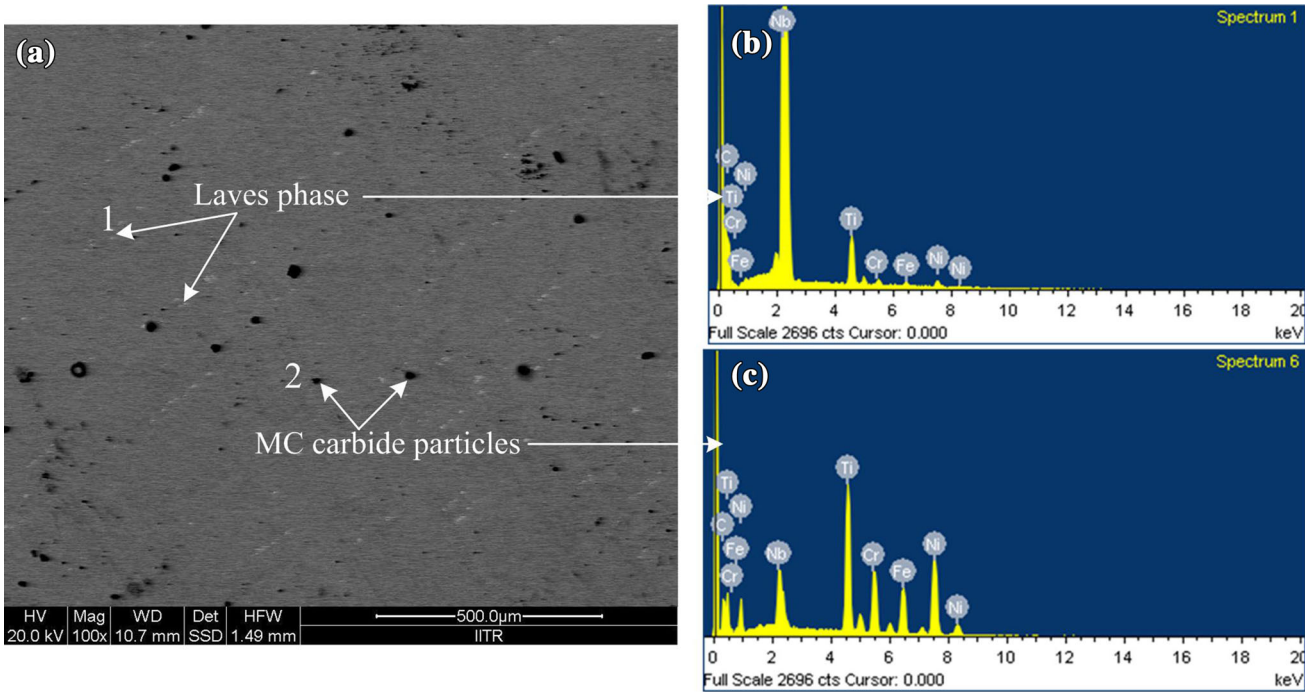 (a)
Laves phase
1
2
MC carbide particles
HV Mag WD Det HFW 500.0µm
20.0 kV 100x 10.7 mm SSD 1.49 mm IITR
(b)
Spectrum 1
Nb
C
Ni
Ti
Cr
Fe
Ti
Cr
Fe
Ni
Ni
0 2 4 6 8 10 12 14 16 18 20
Full Scale 2696 cts Cursor: 0.000 keV
(c)
Spectrum 6
Ti
Ni
C
Fe
Cr
Nb
Ti
Cr
Fe
Ni
Ni
0 2 4 6 8 10 12 14 16 18 20
Full Scale 2696 cts Cursor: 0.000 keV